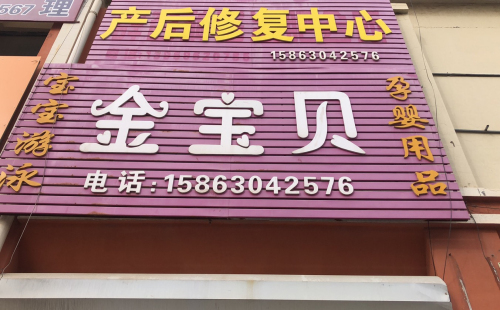 567 理
产后修复中心
15863042576
宝宝游泳
金宝贝
孕婴用品
电话:15863042576